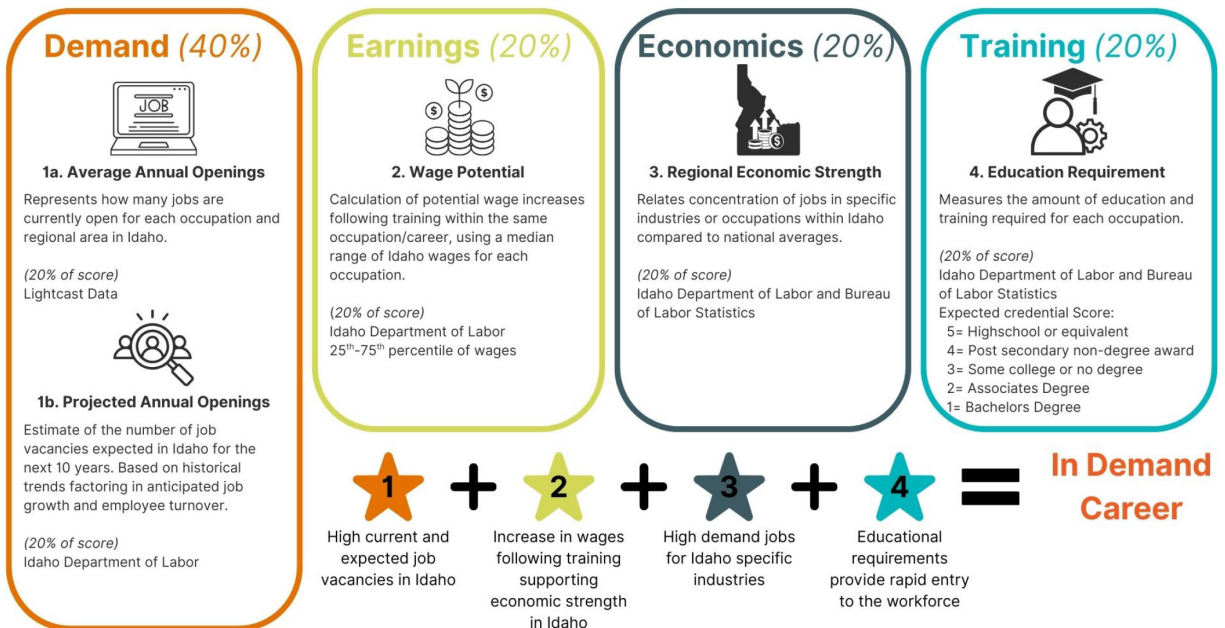 Demand (40%)
JOB
1a. Average Annual Openings
Represents how many jobs are
currently open for each occupation and
regional area in Idaho.
(20% of score)
Lightcast Data
1b. Projected Annual Openings
Estimate of the number of job
vacancies expected in Idaho for the
next 10 years. Based on historical
trends factoring in anticipated job
growth and employee turnover.
(20% of score)
Idaho Department of Labor
Earnings (20%)
$
$
2. Wage Potential
Calculation of potential wage increases
following training within the same
occupation/career, using a median
range of Idaho wages for each
occupation.
(20% of score)
Idaho Department of Labor
25th-75th percentile of wages
Economics (20%)
$
3. Regional Economic Strength
Relates concentration of jobs in specific
industries or occupations within Idaho
compared to national averages.
(20% of score)
Idaho Department of Labor and Bureau
of Labor Statistics
Training (20%)
4. Education Requirement
Measures the amount of education and
training required for each occupation.
(20% of score)
Idaho Department of Labor and Bureau
of Labor Statistics
Expected credential Score:
5= Highschool or equivalent
4= Post secondary non-degree award
3= Some college or no degree
2= Associates Degree
1= Bachelors Degree
1 + 2 + 3 + 4 = In Demand
Career
High current and
expected job
vacancies in Idaho
Increase in wages
following training
supporting
economic strength
in Idaho
High demand jobs
for Idaho specific
industries
Educational
requirements
provide rapid entry
to the workforce